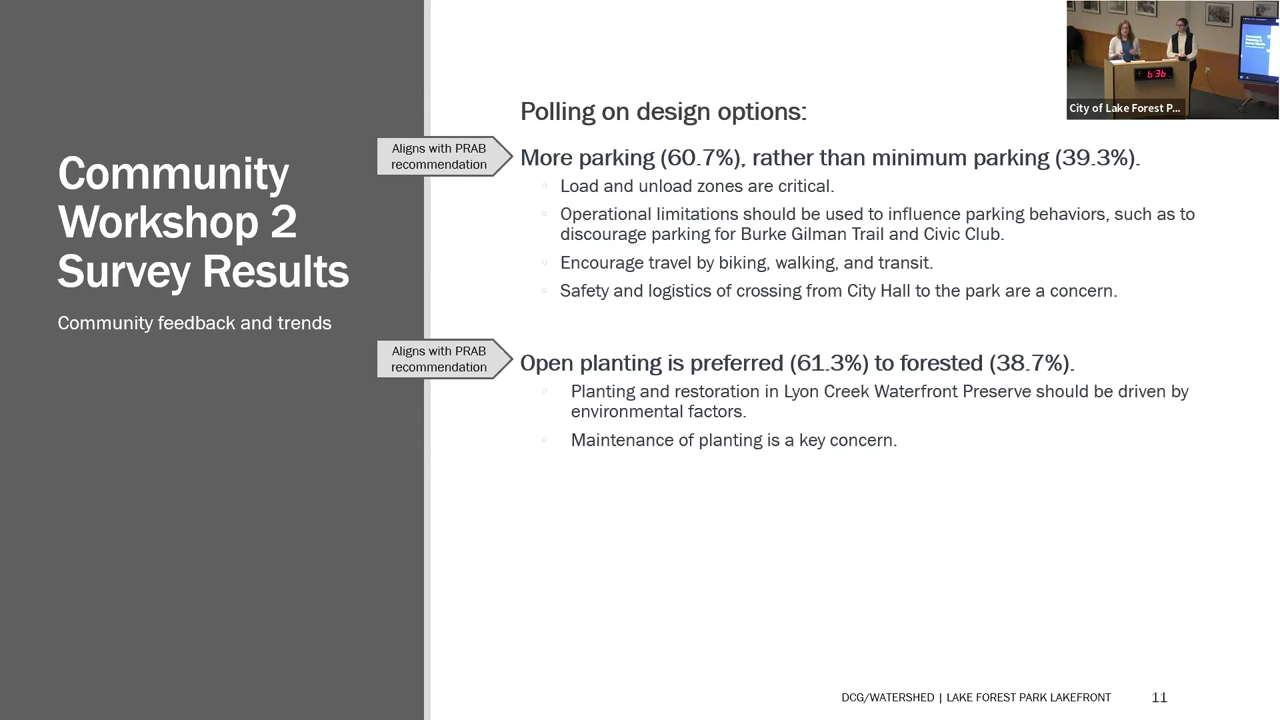 Community
Workshop 2
Survey Results
Community feedback and trends
Polling on design options:
Aligns with PRAB
recommendation
More parking (60.7%), rather than minimum parking (39.3%).
◦ Load and unload zones are critical.
◦ Operational limitations should be used to influence parking behaviors, such as to
discourage parking for Burke Gilman Trail and Civic Club.
◦ Encourage travel by biking, walking, and transit.
◦ Safety and logistics of crossing from City Hall to the park are a concern.
Aligns with PRAB
recommendation
Open planting is preferred (61.3%) to forested (38.7%).
◦ Planting and restoration in Lyon Creek Waterfront Preserve should be driven by
environmental factors.
◦ Maintenance of planting is a key concern.
City of Lake Forest P...
DCG/WATERSHED | LAKE FOREST PARK LAKEFRONT
11